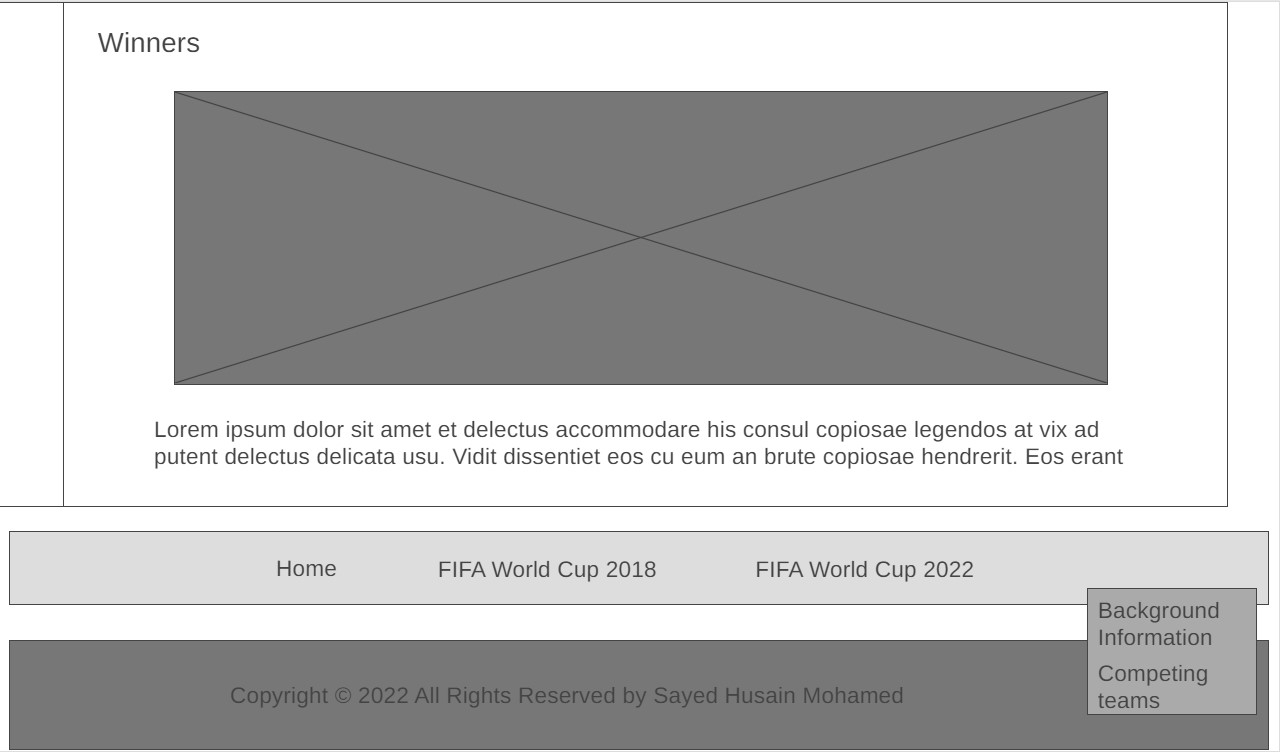 Winners
Lorem ipsum dolor sit amet et delectus accommodare his consul copiosae legendos at vix ad
putent delectus delicata usu. Vidit dissentiet eos cu eum an brute copiosae hendrerit. Eos erant
Home
FIFA World Cup 2018
FIFA World Cup 2022
Background
Information
Competing
teams
Copyright © 2022 All Rights Reserved by Sayed Husain Mohamed